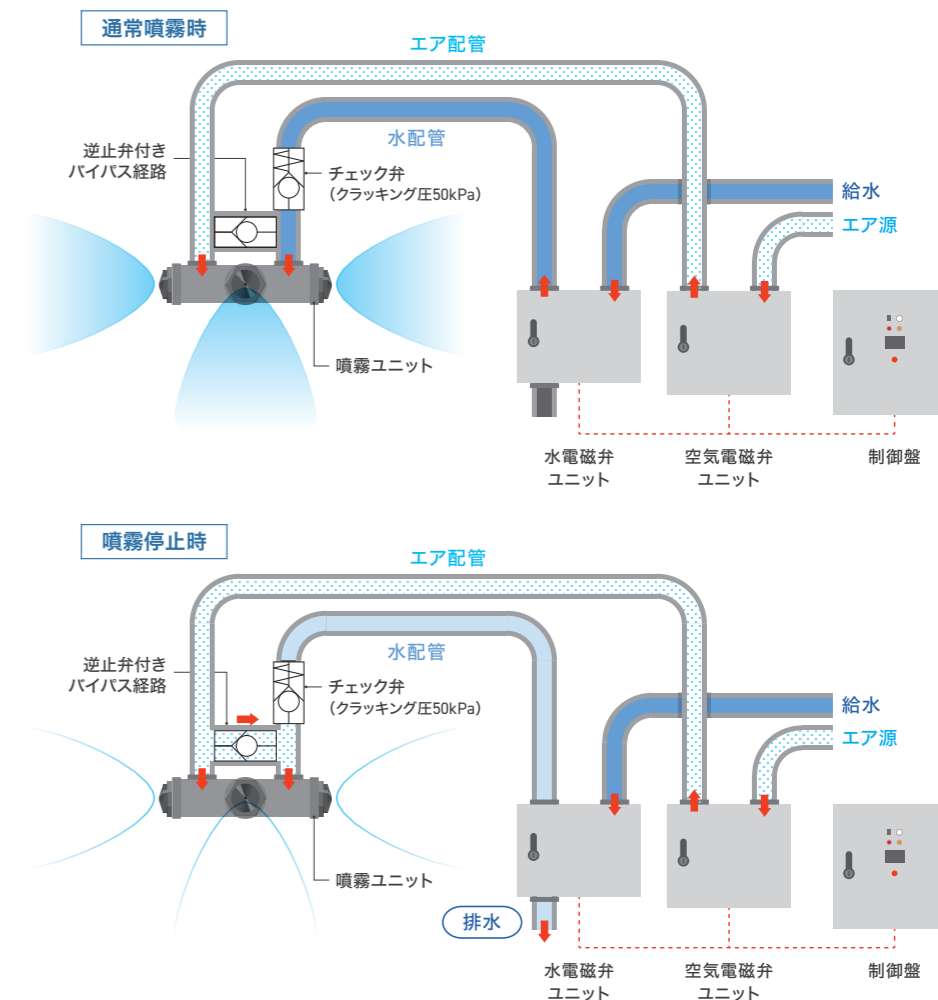 通常噴霧時
エア配管
水配管
逆止弁付き
バイパス経路
チェック弁
（クラッキング圧50kPa）
給水
エア源
噴霧ユニット
水電磁弁
ユニット
空気電磁弁
ユニット
制御盤
噴霧停止時
エア配管
水配管
逆止弁付き
バイパス経路
チェック弁
（クラッキング圧50kPa）
給水
エア源
噴霧ユニット
排水
水電磁弁
ユニット
空気電磁弁
ユニット
制御盤